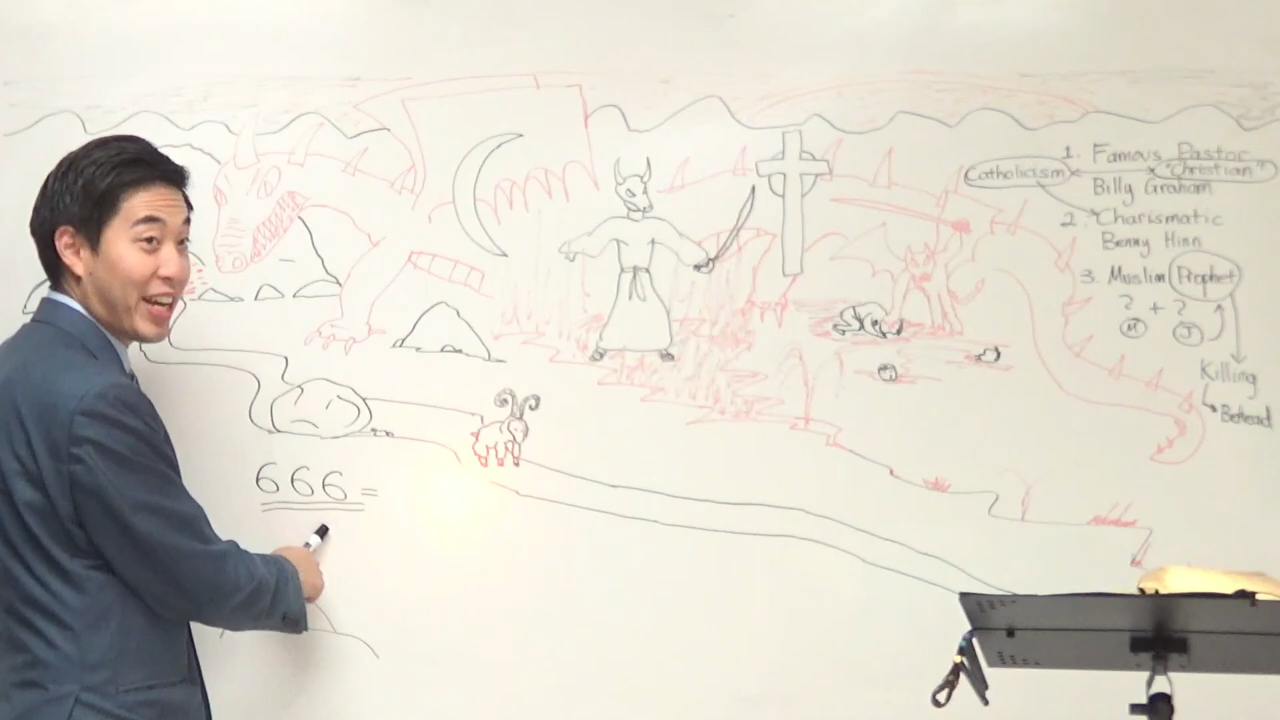 1. Famous Pastor
Catholicism "Christian"
Billy Graham
2. Charismatic
Benny Hinn
3. Muslim Prophet
? + ?
M J
Killing
Behead
666 =